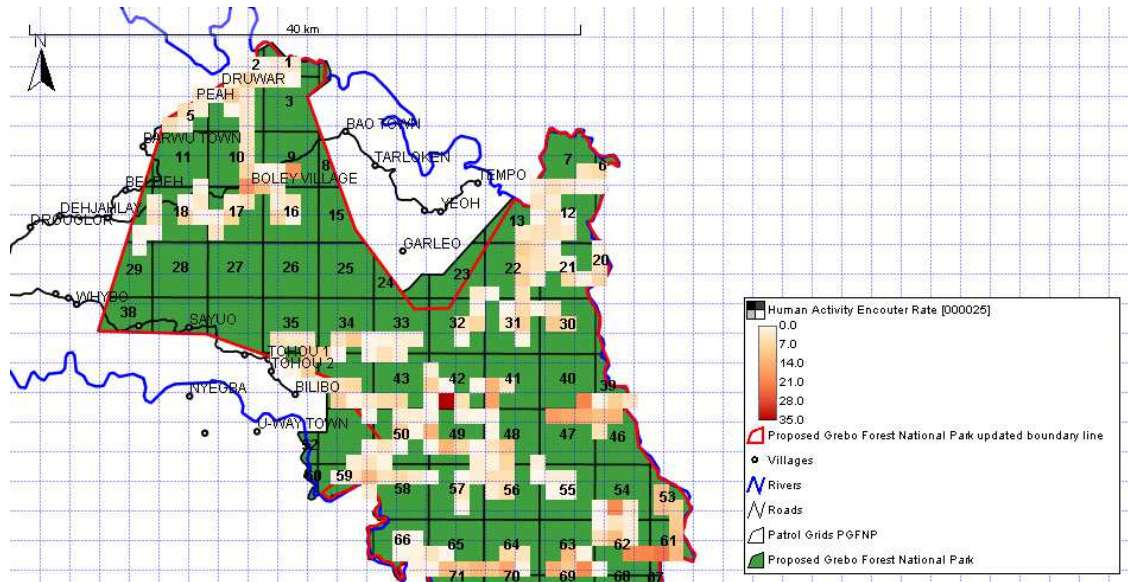 40 km
N
2 1
DRUWAR
PEAH
3
5
BAO TOWN
BARWU TOWN
11 10 9 8
TARLOKEN
7 6
BOLEY VILLAGE
TEMPO
DEHJAHLAY
18 17 16 15
YEOH
13 12
GARLEO
29 28 27 26 25 24 23 22 21 20
WHYBO
38
SAYUO
35 34 33 32 31 30
TOHOU 1
TOHOU 2
43 42 41 40 39
NYEGBA
BILIBO
U-WAY TOWN
50 49 48 47 46
52
60 59 58 57 56 55 54 53
66 65 64 63 62 61
71 70 69 68 67
Human Activity Encouter Rate [000025]
0.0
7.0
14.0
21.0
28.0
35.0
Proposed Grebo Forest National Park updated boundary line
Villages
Rivers
Roads
Patrol Grids PGFNP
Proposed Grebo Forest National Park